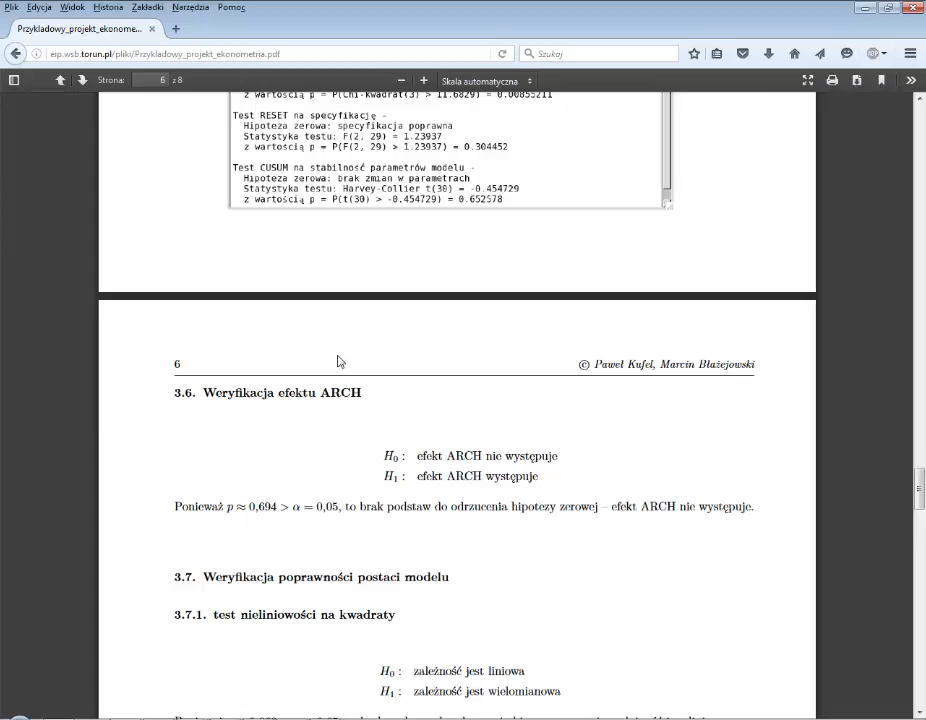 Plik Edycja Widok Historia Zakładki Narzędzia Pomoc
Przykladowy_projekt_ekonome...
eip.wsb.torun.pl/pliki/Przykladowy_projekt_ekonometria.pdf
Szukaj
Strona: 6 z 8
Skala automatyczna
z wartością p = P(Chi-kwadrat(3) > 11.6829) = 0.00855211
Test RESET na specyfikację -
Hipoteza zerowa: specyfikacja poprawna
Statystyka testu: F(2, 29) = 1.23937
z wartością p = P(F(2, 29) > 1.23937) = 0.304452
Test CUSUM na stabilność parametrów modelu -
Hipoteza zerowa: brak zmian w parametrach
Statystyka testu: Harvey-Collier t(30) = -0.454729
z wartością p = P(t(30) > -0.454729) = 0.652578
6 © Paweł Kufel, Marcin Błażejowski
3.6. Weryfikacja efektu ARCH
H₀ : efekt ARCH nie występuje
H₁ : efekt ARCH występuje
Ponieważ p ≈ 0,694 > α = 0,05, to brak podstaw do odrzucenia hipotezy zerowej – efekt ARCH nie występuje.
3.7. Weryfikacja poprawności postaci modelu
3.7.1. test nieliniowości na kwadraty
H₀ : zależność jest liniowa
H₁ : zależność jest wielomianowa